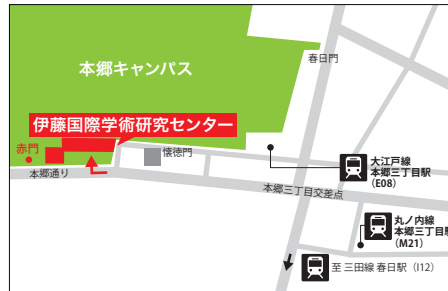 本郷キャンパス
春日門
伊藤国際学術研究センター
赤門
懐徳門
本郷通り
大江戸線
本郷三丁目駅
(E08)
本郷三丁目交差点
丸ノ内線
本郷三丁目駅
(M21)
至 三田線 春日駅（I12）